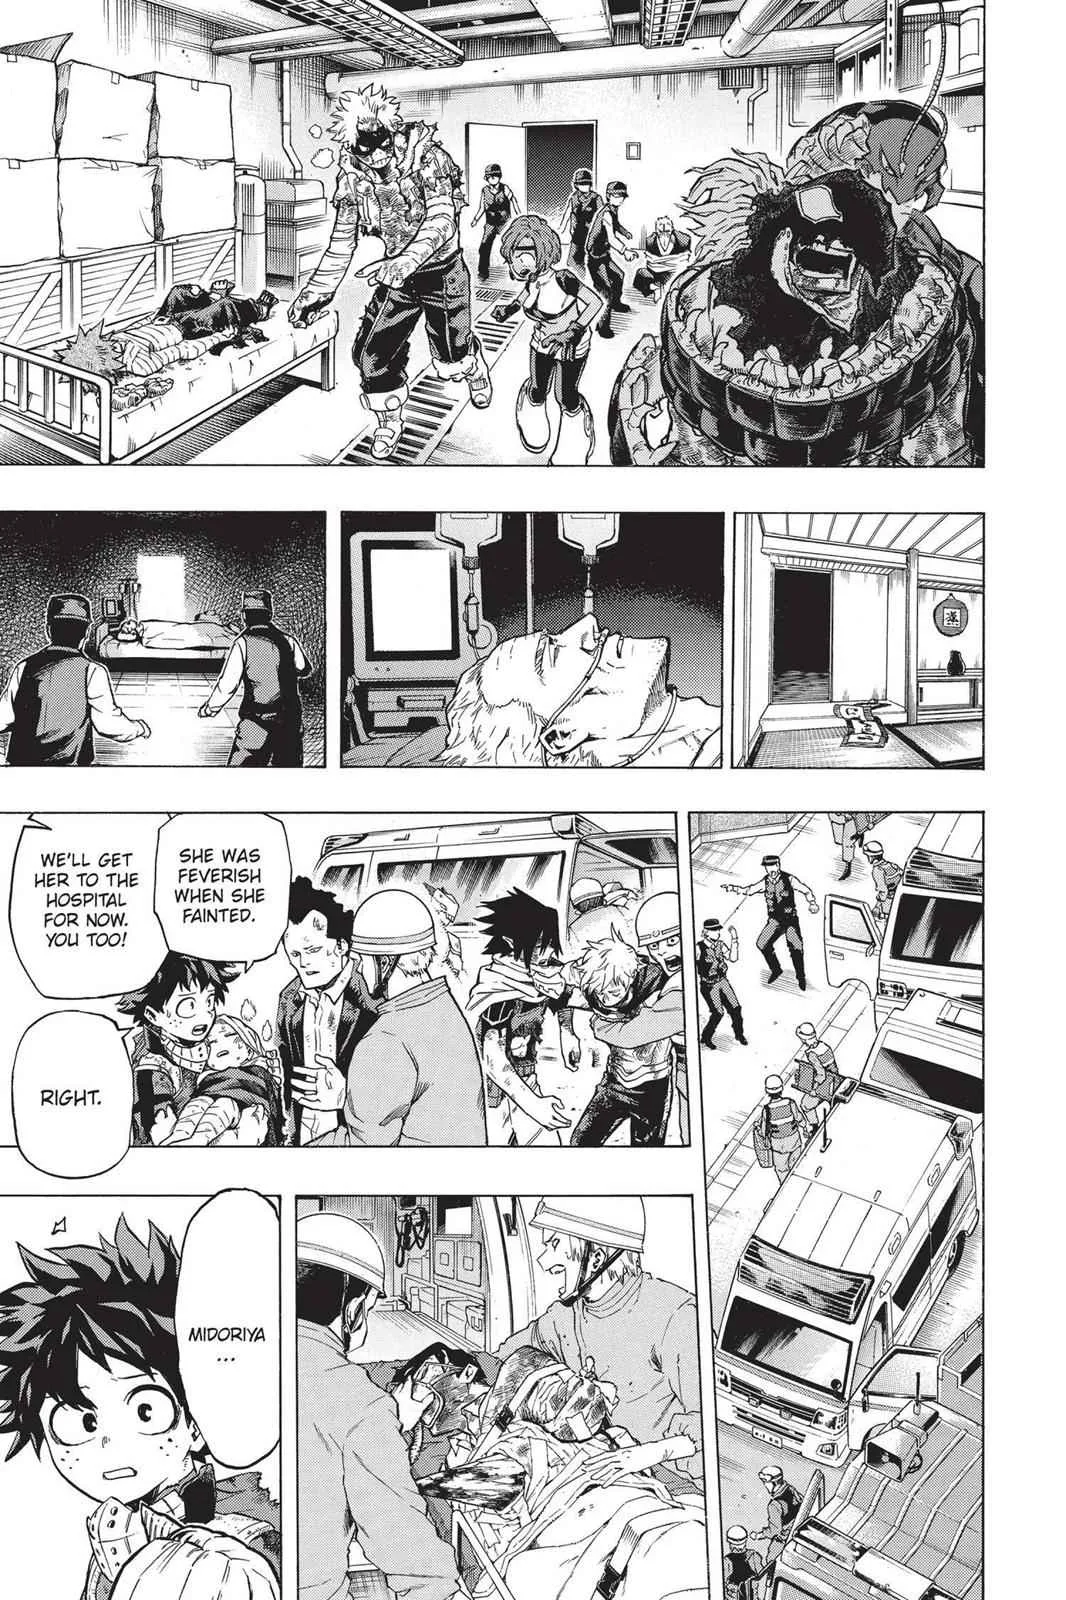 SHE WAS
FEVERISH
WHEN SHE
FAINTED.
WE'LL GET
HER TO THE
HOSPITAL
FOR NOW.
YOU TOO!
RIGHT.
MIDORIYA
...